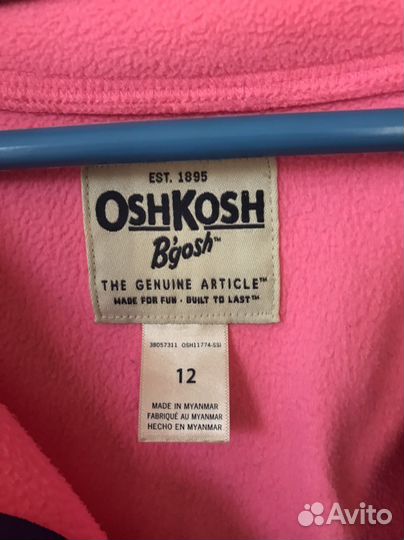 EST. 1895
OSHKOSH
B'gosh™
THE GENUINE ARTICLE™
MADE FOR FUN · BUILT TO LAST™
38057311 OSH11774-SSI
12
MADE IN MYANMAR
FABRIQUÉ AU MYANMAR
HECHO EN MYANMAR
Avito